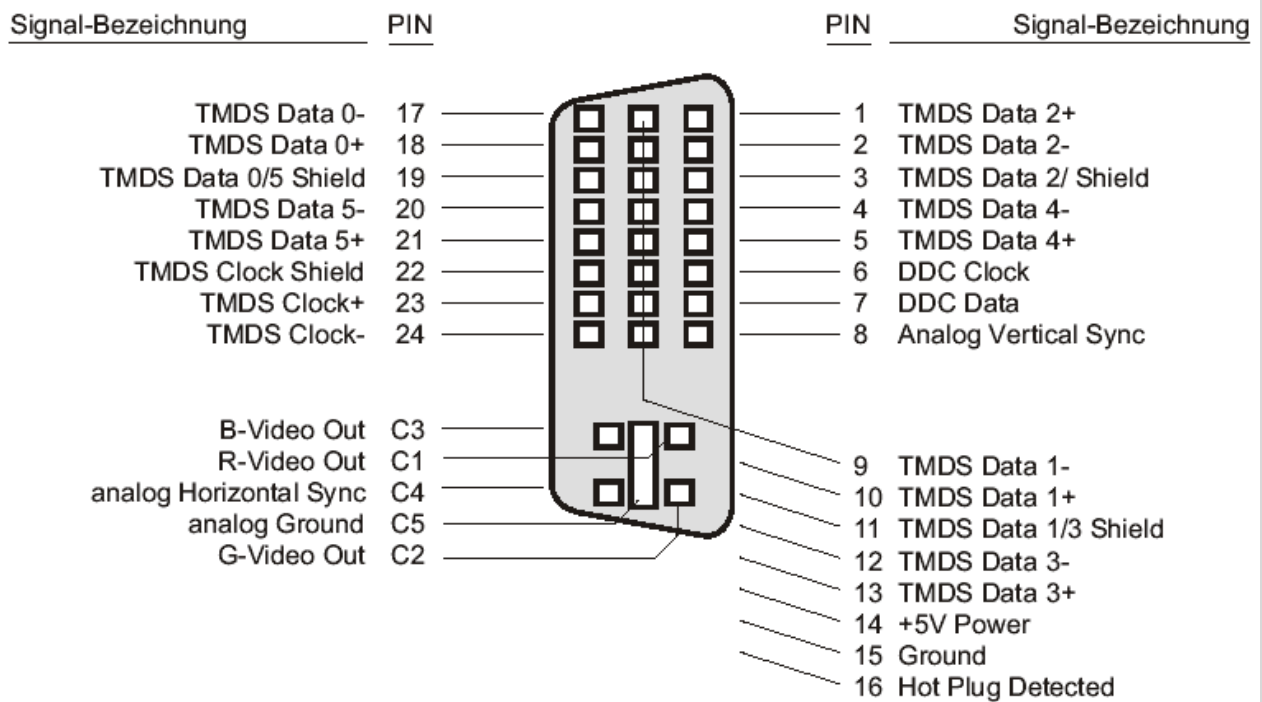 Signal-Bezeichnung PIN
TMDS Data 0- 17
TMDS Data 0+ 18
TMDS Data 0/5 Shield 19
TMDS Data 5- 20
TMDS Data 5+ 21
TMDS Clock Shield 22
TMDS Clock+ 23
TMDS Clock- 24
B-Video Out C3
R-Video Out C1
analog Horizontal Sync C4
analog Ground C5
G-Video Out C2
PIN Signal-Bezeichnung
1 TMDS Data 2+
2 TMDS Data 2-
3 TMDS Data 2/ Shield
4 TMDS Data 4-
5 TMDS Data 4+
6 DDC Clock
7 DDC Data
8 Analog Vertical Sync
9 TMDS Data 1-
10 TMDS Data 1+
11 TMDS Data 1/3 Shield
12 TMDS Data 3-
13 TMDS Data 3+
14 +5V Power
15 Ground
16 Hot Plug Detected